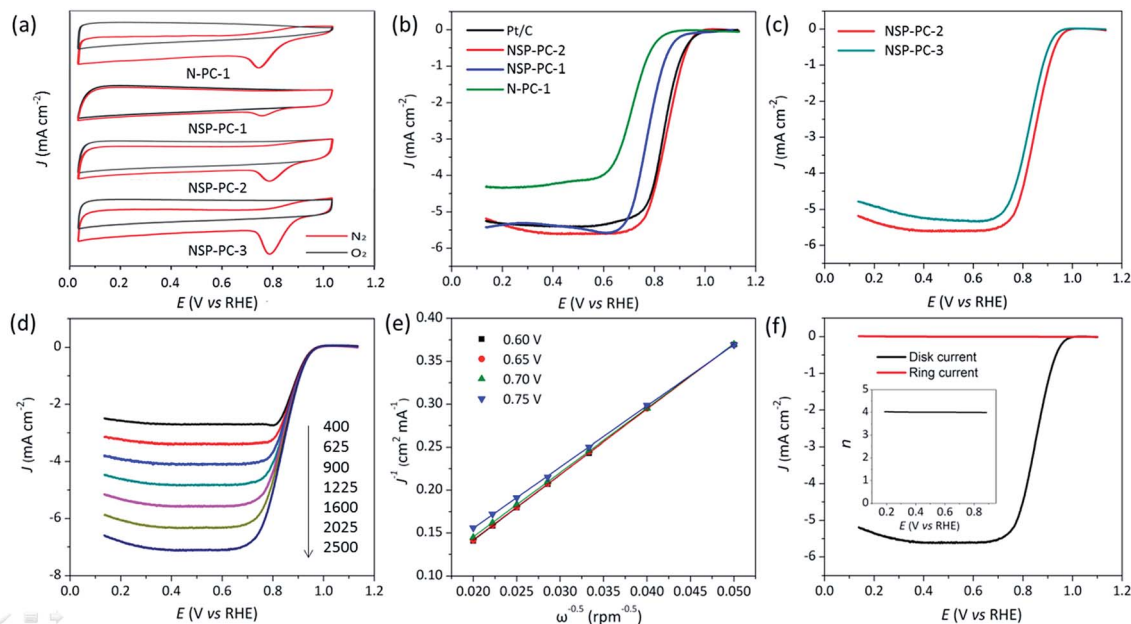 (a)
J (mA cm⁻²)
N-PC-1
NSP-PC-1
NSP-PC-2
NSP-PC-3
N₂
O₂
0.0 0.2 0.4 0.6 0.8 1.0 1.2
E (V vs RHE)
(b)
Pt/C
NSP-PC-2
NSP-PC-1
N-PC-1
J (mA cm⁻²)
0
-1
-2
-3
-4
-5
-6
0.0 0.2 0.4 0.6 0.8 1.0 1.2
E (V vs RHE)
(c)
NSP-PC-2
NSP-PC-3
J (mA cm⁻²)
0
-1
-2
-3
-4
-5
-6
0.0 0.2 0.4 0.6 0.8 1.0 1.2
E (V vs RHE)
(d)
J (mA cm⁻²)
0
-2
-4
-6
-8
400
625
900
1225
1600
2025
2500
0.0 0.2 0.4 0.6 0.8 1.0 1.2
E (V vs RHE)
(e)
0.60 V
0.65 V
0.70 V
0.75 V
j⁻¹ (cm² mA⁻¹)
0.40
0.35
0.30
0.25
0.20
0.15
0.10
0.020 0.025 0.030 0.035 0.040 0.045 0.050
ω⁻⁰·⁵ (rpm⁻⁰·⁵)
(f)
Disk current
Ring current
J (mA cm⁻²)
0
-1
-2
-3
-4
-5
-6
n
5
4
3
2
1
0
0.2 0.4 0.6 0.8
E (V vs RHE)
0.0 0.2 0.4 0.6 0.8 1.0 1.2
E (V vs RHE)